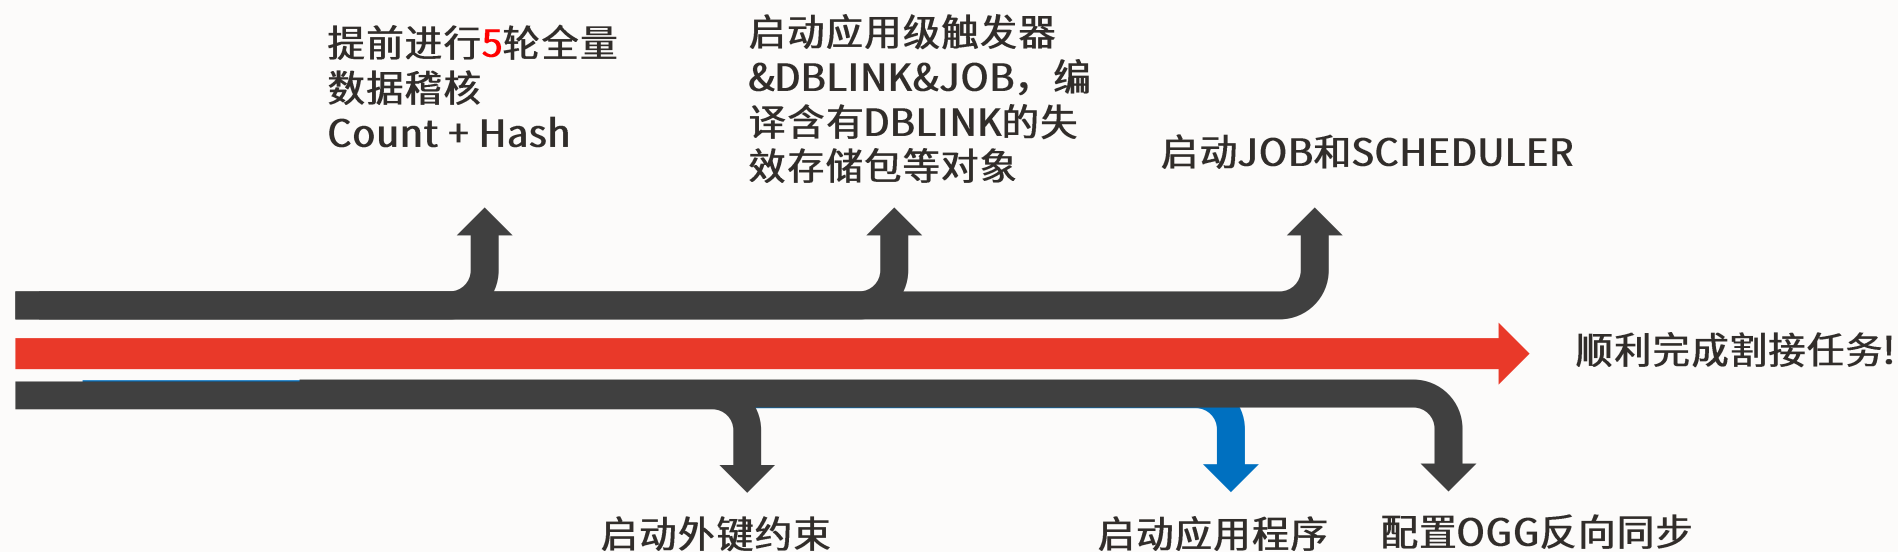 提前进行5轮全量
数据稽核
Count + Hash
启动应用级触发器
&DBLINK&JOB，编
译含有DBLINK的失
效存储包等对象
启动JOB和SCHEDULER
顺利完成割接任务!
启动外键约束
启动应用程序
配置OGG反向同步